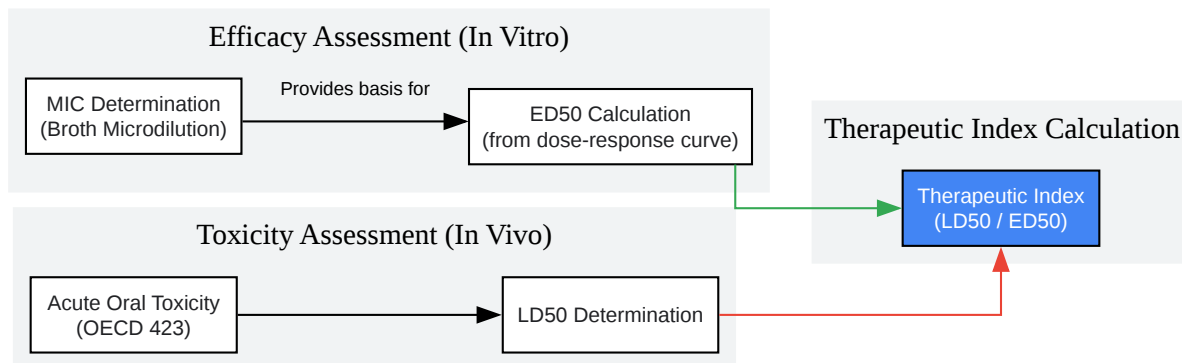 Efficacy Assessment (In Vitro)
MIC Determination
(Broth Microdilution)
Provides basis for
ED50 Calculation
(from dose-response curve)
Therapeutic Index Calculation
Therapeutic Index
(LD50 / ED50)
Toxicity Assessment (In Vivo)
Acute Oral Toxicity
(OECD 423)
LD50 Determination